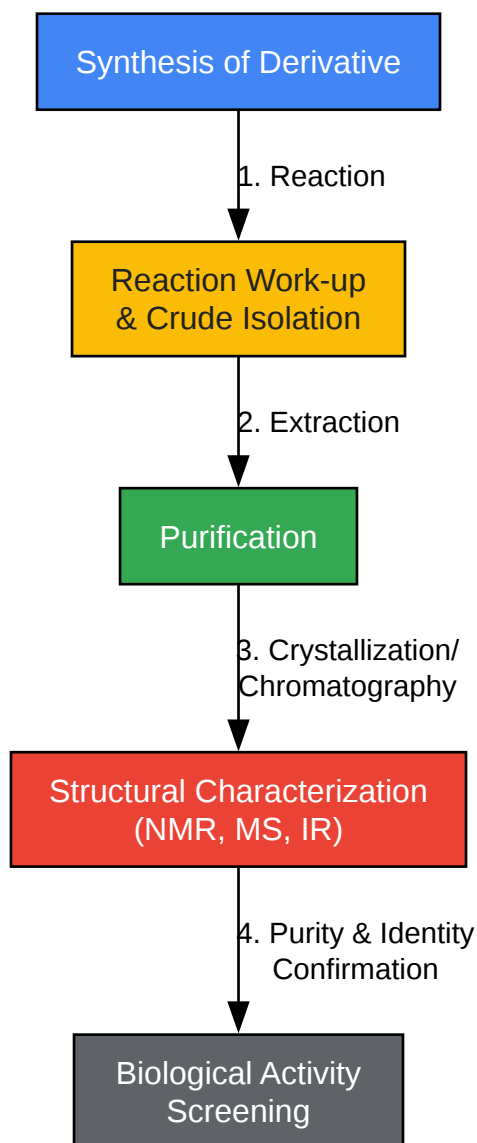 Synthesis of Derivative
1. Reaction
Reaction Work-up
& Crude Isolation
2. Extraction
Purification
3. Crystallization/
Chromatography
Structural Characterization
(NMR, MS, IR)
4. Purity & Identity
Confirmation
Biological Activity
Screening